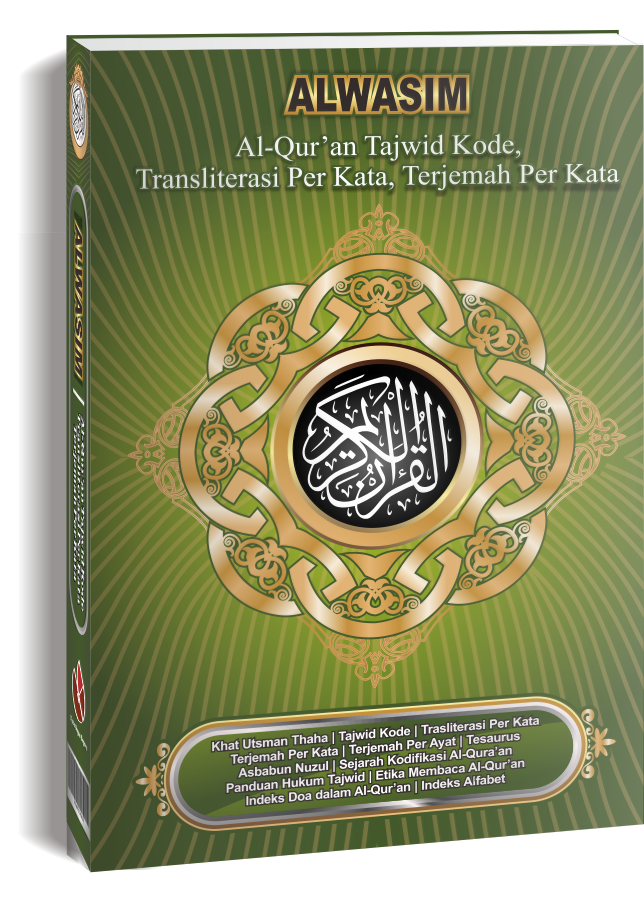 ALWASIM
Al-Qur'an Tajwid Kode,
Transliterasi Per Kata, Terjemah Per Kata
القرآن الكريم
Khat Utsman Thaha | Tajwid Kode | Trasliterasi Per Kata
Terjemah Per Kata | Terjemah Per Ayat | Tesaurus
Asbabun Nuzul | Sejarah Kodifikasi Al-Qura'an
Panduan Hukum Tajwid | Etika Membaca Al-Qur'an
Indeks Doa dalam Al-Qur'an | Indeks Alfabet
ALWASIM